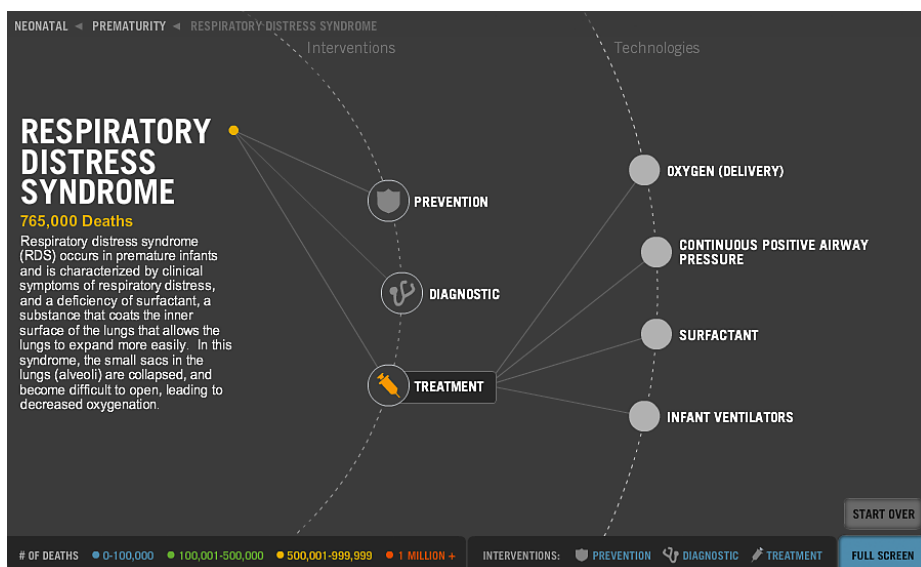 NEONATAL ◄ PREMATURITY ◄ RESPIRATORY DISTRESS SYNDROME
Interventions
Technologies
RESPIRATORY
DISTRESS
SYNDROME
765,000 Deaths
Respiratory distress syndrome
(RDS) occurs in premature infants
and is characterized by clinical
symptoms of respiratory distress,
and a deficiency of surfactant, a
substance that coats the inner
surface of the lungs that allows the
lungs to expand more easily. In this
syndrome, the small sacs in the
lungs (alveoli) are collapsed, and
become difficult to open, leading to
decreased oxygenation.
PREVENTION
DIAGNOSTIC
TREATMENT
OXYGEN (DELIVERY)
CONTINUOUS POSITIVE AIRWAY
PRESSURE
SURFACTANT
INFANT VENTILATORS
START OVER
# OF DEATHS 0-100,000 100,001-500,000 500,001-999,999 1 MILLION + INTERVENTIONS: PREVENTION DIAGNOSTIC TREATMENT FULL SCREEN